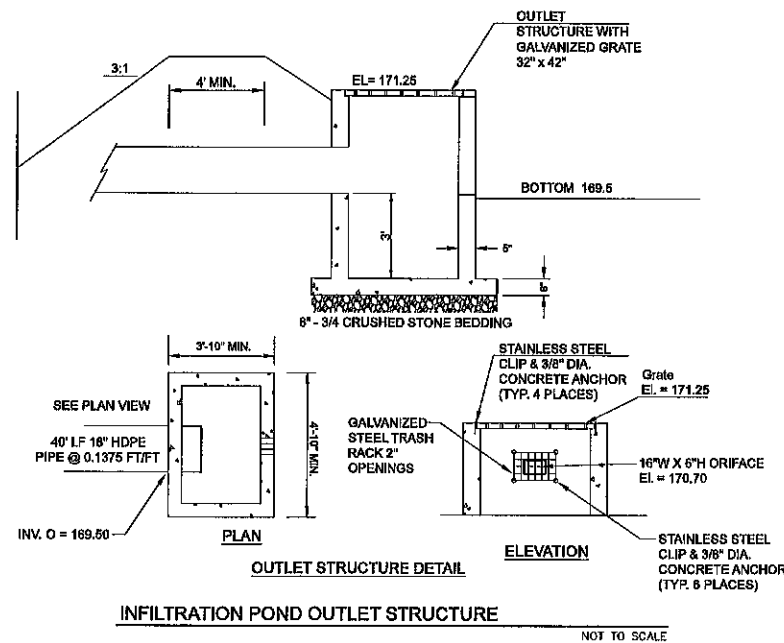 OUTLET
STRUCTURE WITH
GALVANIZED GRATE
32" x 42"
3:1
4' MIN.
EL= 171.25
BOTTOM 169.5
3'
5"
8"
6" - 3/4 CRUSHED STONE BEDDING
3'-10" MIN.
SEE PLAN VIEW
40' LF 16" HDPE
PIPE @ 0.1375 FT/FT
4'-10" MIN.
INV. O = 169.50
PLAN
STAINLESS STEEL
CLIP & 3/8" DIA.
CONCRETE ANCHOR
(TYP. 4 PLACES)
Grate
El. = 171.25
GALVANIZED
STEEL TRASH
RACK 2"
OPENINGS
16"W X 6"H ORIFACE
El. = 170.70
ELEVATION
STAINLESS STEEL
CLIP & 3/8" DIA.
CONCRETE ANCHOR
(TYP. 6 PLACES)
OUTLET STRUCTURE DETAIL
INFILTRATION POND OUTLET STRUCTURE
NOT TO SCALE